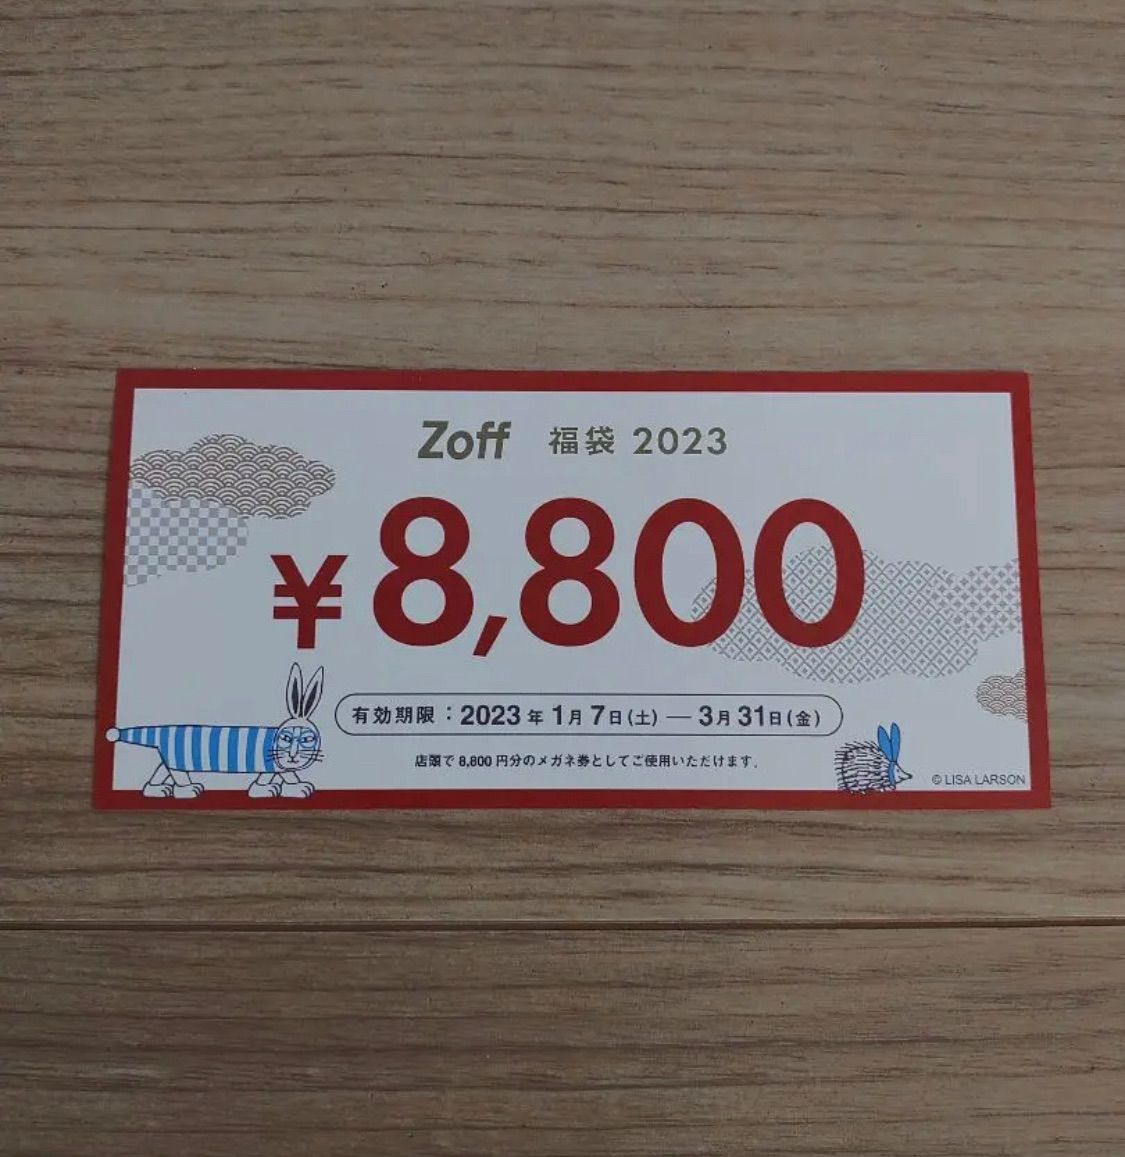 Zoff 福袋 2023
¥8,800
有効期限：2023年1月7日(土)―3月31日(金)
店頭で8,800円分のメガネ券としてご使用いただけます。
© LISA LARSON